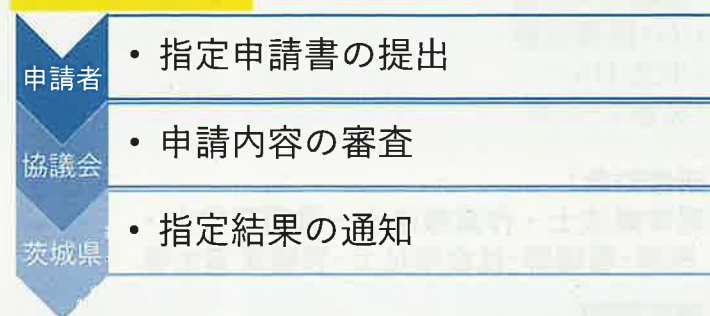 申請者
・指定申請書の提出
協議会
・申請内容の審査
茨城県
・指定結果の通知